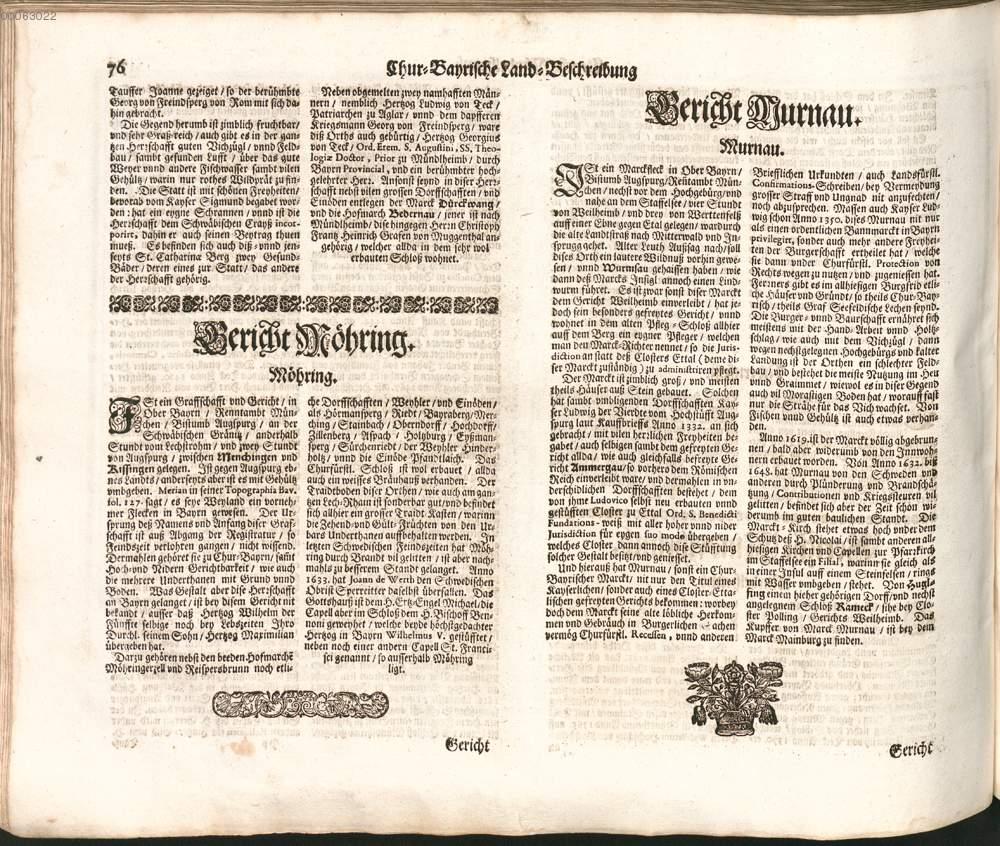 00063022
76
Chur-Bayrische Land-Beschreibung
Tauffer Joanne gezeiget / so der berühmbte
Georg von Freindsperg von Rom mit sich da-
hin gebracht.
Die Gegend herumb ist zimblich fruchtbar /
vnd sehr Graß-reich / auch gibt es in der gan-
tzen Herrschafft guten Vichzügl / vnnd Feld-
bau / sambt gesunden Lufft / über das gute
Weyer vnnd andere Fischwasser sambt vilen
Gehültz / warin nur rothes Wildprät zu fin-
den. Die Statt ist mit schönen Freyheiten /
bevorab vom Kayser Sigmund begabet wor-
den: hat ein eygne Schrannen / vnnd ist die
Herrschafft dem Schwäbischen Crayß incor-
porirt, dahin er auch seinen Beytrag thuen
mueß. Es befinden sich auch diß- vnnd jen-
seyts St. Catharina Berg zwey Gesund-
Bäder / deren eines zur Statt / das andere
der Herrschafft gehörig.
Neben obgemelten zwey namhafften Män-
nern / nemblich Hertzog Ludwig von Teck /
Patriarchen zu Aglar / vnnd dem dapfferen
Kriegsmann Georg von Freindsperg / ware
diß Orths auch gebürtig / Hertzog Georgius
von Teck / Ord. Erem. S. Augustini, SS. Theo-
logiæ Doctor, Prior zu Mündlheimb / durch
Bayrn Provincial, vnd ein berühmbter hoch-
gelehrter Herr. Ansonst seynd in diser Herr-
schafft nebst vilen grossen Dorffschafften / vnd
Einöden entlegen der Marck Dürckwang /
vnd die Hofmarch Bedernau / jener ist nach
Mündlheimb / dise hingegen Herrn Christoph
Frantz Heinrich Grafen von Muggenthal an-
gehörig / welcher allda in dem sehr wol
erbauten Schloß wohnet.
Gericht Möhring.
Möhring.
IST ein Graffschafft vnd Gericht / in
Ober Bayrn / Renntambt Mün-
chen / Bistumb Augspurg / an der
Schwäbischen Gräniz / anderhalb
Stundt vom Lechstrohm / vnnd zwey Stundt
von Augspurg / zwischen Menchingen vnd
Kissingen gelegen. Ist gegen Augspurg eb-
nes Landts / anderseyts aber ist es mit Gehültz
vmbgeben. Merian in seiner Topographia Bav.
fol. 127. sagt / es seye Weyland ein vorneh-
mer Flecken in Bayrn gewesen. Der Ur-
sprung deß Namens vnd Anfang diser Graf-
schafft ist auß Abgang der Registratur / so
Feindszeit verlohren gangen / nicht wissend.
Dermahlen gehöret sie zu Chur-Bayrn / sambt
Hoch- vnd Nidern Gerichtbarkeit / wie auch
die mehrere Underthanen mit Grund vnnd
Boden. Was Gestalt aber dise Herrschafft
an Bayrn gelanget / ist bey disem Gericht nit
bekandt / ausser daß Hertzog Wilhelm der
Fünffte selbige noch bey Lebszeiten Ihro
Durchl. seinem Sohn / Hertzog Maximilian
übergeben hat.
Darzu gehören nebst den beeden Hofmarche
Möhringerzell vnd Reispersbrunn noch etli-
che Dorffschafften / Weyhler / vnd Einöden /
als Hörmansperg / Riedt / Bayraberg / Mer-
ching / Stainbach / Oberndorff / Hochdorff /
Zillenberg / Aspach / Holtzburg / Eyßman-
sperg / Sürchenriedt / der Weyhler Hinder-
holtz / vnnd die Einöde Pfandtlaich. Das
Churfürstl. Schloß ist wol erbauet / allda
auch ein weisses Bräuhauß verhanden. Der
Traidtboden diser Orthen / wie auch am gan-
tzen Lech-Rhain ist sonders gut / vnd befindet
sich allhier ein grosser Traidt-Kasten / warinn
die Zehend- vnd Gült-Früchten von den Ur-
bars Underthanen auffbehalten werden. In
letzten Schwedischen Feindszeiten hat Möh-
ring durch Brandt vil gelitten / ist aber nach-
mahls zu besserem Standt gelanget. Anno
1633. hat Joann de Werth den Schwedischen
Obrist Sperreitter daselbst überfallen. Das
Gottshauß ist dem H. Ertz-Engel Michael / die
Capell aber im Schloß dem H. Bischoff Ben-
noni geweyhet / welche beyde höchstgedachter
Hertzog in Bayrn Wilhelmus V. gestüfftet /
neben noch einer andern Capell St. Franci-
sci genannt / so ausserhalb Möhring
ligt.
Gericht
Gericht Murnau.
Murnau.
IST ein Marckfleck in Ober Bayrn /
Bistumb Augspurg / Rentambt Mün-
chen / nechst vor dem Hochgebürg / vnd
nahe an dem Staffelsee / vier Stundt
von Weilheimb / vnd drey von Werttenfelß
auff einer Ebne gegen Etal gelegen / wardurch
die alte Landstraß nach Mitterwald vnd In-
sprugg gehet. Alter Leuth Aussag nach / soll
dises Orth ein lautere Wildnuß vorhin gewe-
sen / vnnd Wurmsau gehaissen haben / wie
dann deß Marcks Insigl annoch einen Lind-
wurm führet. Es ist zwar sonst diser Marckt
dem Gericht Weilheimb einverleibt / hat je-
doch sein besonders gefreytes Gericht / vnnd
wohnet in dem alten Pfleg-Schloß allhier
auff dem Berg ein eygner Pfleger / welchen
man den Marck-Richter nennet / so die Juris-
diction an statt deß Closters Ettal (deme di-
ser Marckt zuständig) zu administriren pflegt.
Der Marckt ist zimlich groß / vnd meisten
theils Häuser auß Stein gebauet. Solchen
hat sambt vmbligenden Dorffschafften Kay-
ser Ludwig der Vierdte vom Hochstüfft Aug-
spurg laut Kauffbrieffs Anno 1332. an sich
gebracht / mit vilen herrlichen Freyheiten be-
gabet / auch selbigen sambt dem gefreyten Ge-
richt allda / wie auch gleichfalls befreyte Ge-
richt Ammergau / so vorhero dem Römischen
Reich einverleibt ware / vnd dermahlen in vn-
derschidlichen Dorffschafften bestehet / dem
von ihme Ludovico selbst neu erbauten vnnd
gestüfften Closter zu Ettal Ord. S. Benedicti
Fundations-weiß mit aller hoher vnnd nider
Jurisdiction für eygen suo modo übergeben /
welches Closter dann annoch dise Stüfftung
solcher Gestalt besitzt / vnd geniesset.
Und hierauß hat Murnau / sonst ein Chur-
Bayrischer Marckt / nit nur den Titul eines
Kayserlichen / sonder auch eines Closter-Etta-
lischen gefreyten Gerichts bekommen: worbey
doch dem Marckt seine alte löbliche Herkom-
men vnd Gebräuch in Burgerlichen Sachen
vermög Churfürstl. Recessen, vnnd anderen
Briefflichen Urkundten / auch Landsfürstl.
Confirmations-Schreiben / bey Vermeydung
grosser Straff vnd Ungnad nit anzufechten /
noch abzusprechen. Massen auch Kayser Lud-
wig schon Anno 1350. dises Murnau nit nur
als einen ordentlichen Bannmarckt in Bayrn
privilegirt, sonder auch mehr andere Freyhei-
ten der Burgerschafft ertheilet hat / welche
sie dann vnder Churfürstl. Protection von
Rechts wegen zu nutzen / vnd zugeniessen hat.
Ferrners gibt es im allhiesigen Burgfrid etli-
che Häuser vnd Gründt / so theils Chur-Bay-
risch / theils Graf Seefeldische Lechen seynd.
Die Burger- vnnd Baurschafft ernähret sich
meistens mit der Hand-Arbeit vnnd Holtz-
schlag / wie auch mit dem Vichzügl / dann
wegen nechstgelegnen Hochgebürgs vnd kalter
Landung ist der Orthen ein schlechter Feld-
bau / vnd bestehet die meiste Nutzung im Heu
vnnd Graimmet / wiewol es in diser Gegend
auch vil Morastigen Boden hat / worauff fast
nur die Strähe für das Vich wachset. Von
Fischen vnnd Gehültz ist auch etwas verhan-
den.
Anno 1619. ist der Marckt völlig abgebrun-
nen / bald aber widerumb von den Innwoh-
nern erbauet worden. Von Anno 1632. biß
1648. hat Murnau von den Schweden vnd
anderen durch Plünderung vnd Brandschä-
tzung / Contributionen vnd Kriegssteuren vil
gelitten / befindet sich aber der Zeit schon wi-
derumb im guten baulichen Standt. Die
Marckt-Kirch stehet etwas hoch vnder dem
Schutz deß H. Nicolai / ist sambt anderen all-
hiesigen Kirchen vnd Capellen zur Pfarrkirch
im Staffelsee ein Filial, warinn sie gleich als
in einer Insul auff einem Steinfelsen / rings
mit Wasser vmbgeben / stehet. Von Hugl-
fing einem hieher gehörigen Dorff / vnd nechst
angelegnem Schloß Rameck / sihe bey Clo-
ster Polling / Gerichts Weilheimb. Das
Kupffer von Marck Murnau / ist bey dem
Marck Mainburg zu finden.
Gericht